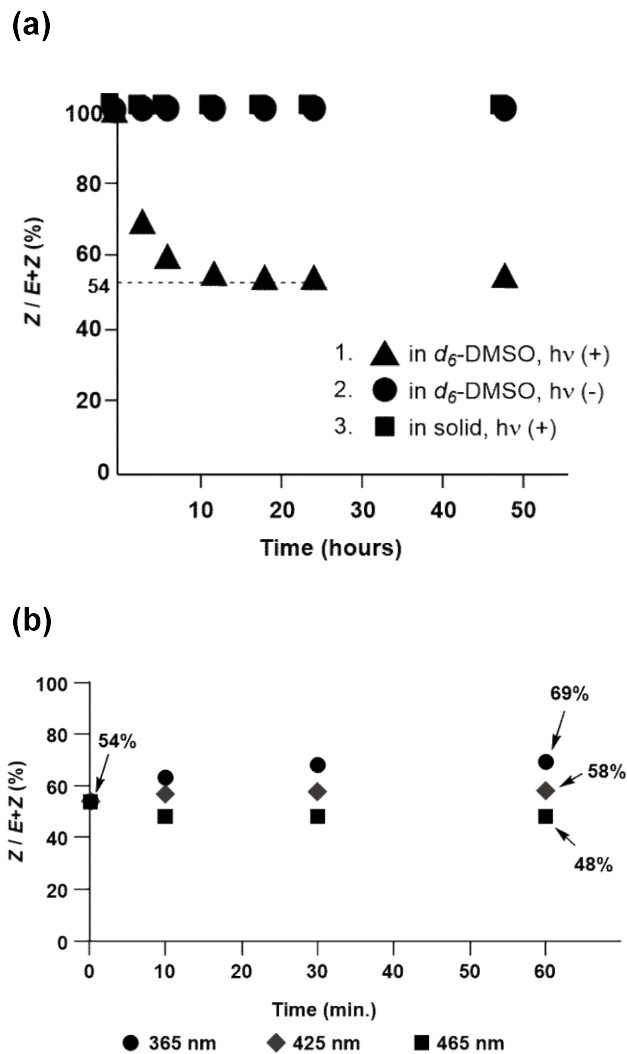 (a)
Z / E+Z (%)
100
80
60
54
40
20
0
1. in d6-DMSO, hν (+)
2. in d6-DMSO, hν (-)
3. in solid, hν (+)
10 20 30 40 50
Time (hours)
(b)
Z / E+Z (%)
100
80
60
40
20
0
54%
69%
58%
48%
0 10 20 30 40 50 60
Time (min.)
365 nm 425 nm 465 nm